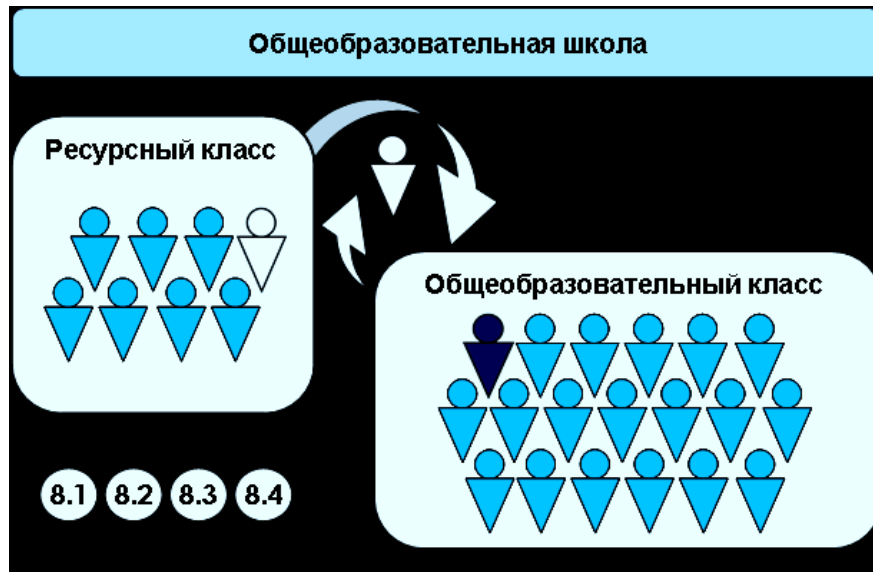 Общеобразовательная школа
Ресурсный класс
Общеобразовательный класс
8.1 8.2 8.3 8.4